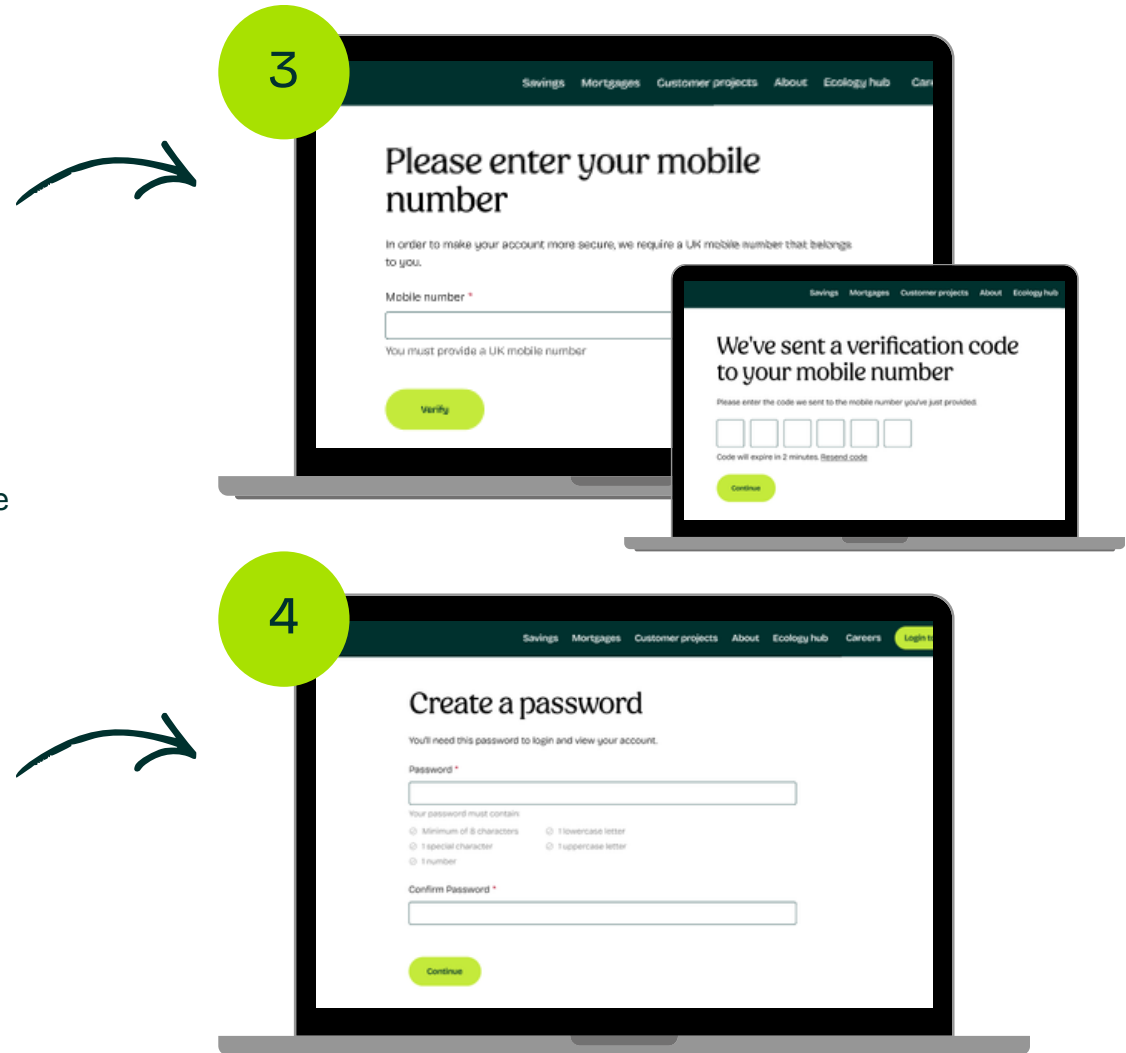 3
Savings Mortgages Customer projects About Ecology hub Care
Please enter your mobile
number
In order to make your account more secure, we require a UK mobile number that belongs
to you.
Mobile number *
You must provide a UK mobile number
Verify
Savings Mortgages Customer projects About Ecology hub
We've sent a verification code
to your mobile number
Please enter the code we sent to the mobile number you've just provided.
Code will expire in 2 minutes. Resend code
Continue
e
4
Savings Mortgages Customer projects About Ecology hub Careers Login to
Create a password
You'll need this password to login and view your account.
Password *
Your password must contain:
Minimum of 8 characters 1 lowercase letter
1 special character 1 uppercase letter
1 number
Confirm Password *
Continue